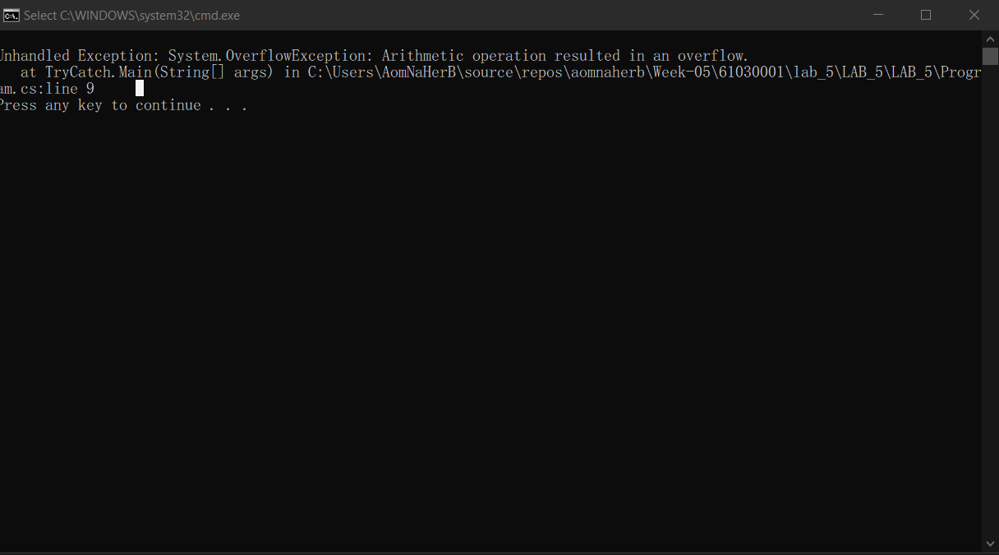 Select C:\WINDOWS\system32\cmd.exe
Unhandled Exception: System.OverflowException: Arithmetic operation resulted in an overflow.
   at TryCatch.Main(String[] args) in C:\Users\AomNaHerB\source\repos\aomnaherb\Week-05\61030001\lab_5\LAB_5\LAB_5\Progr
am.cs:line 9
Press any key to continue . . .